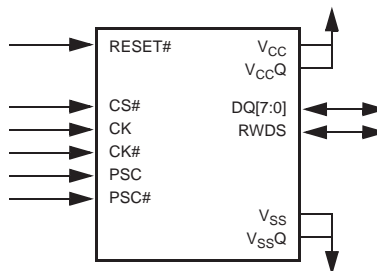 RESET#
CS#
CK
CK#
PSC
PSC#
VCC
VCCQ
DQ[7:0]
RWDS
VSS
VSSQ